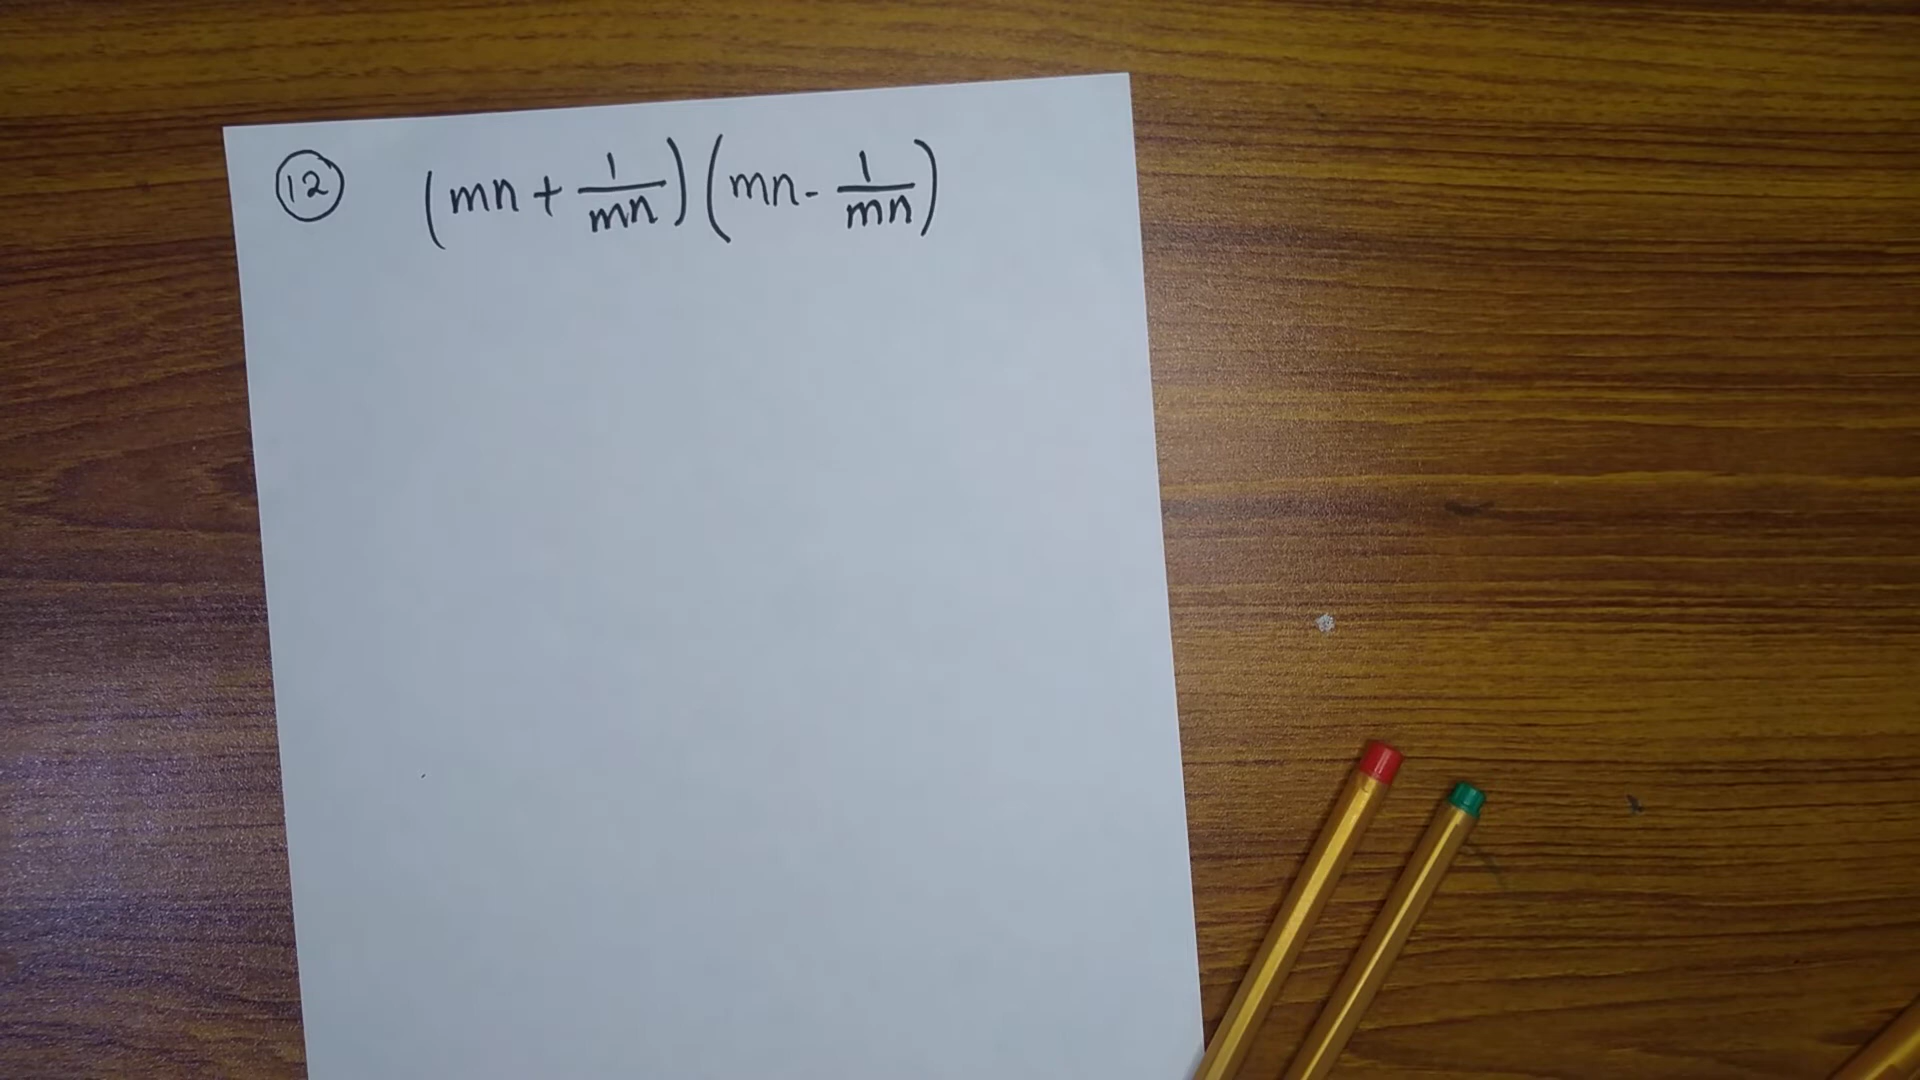 ⑫ (mn + 1/mn) (mn - 1/mn)